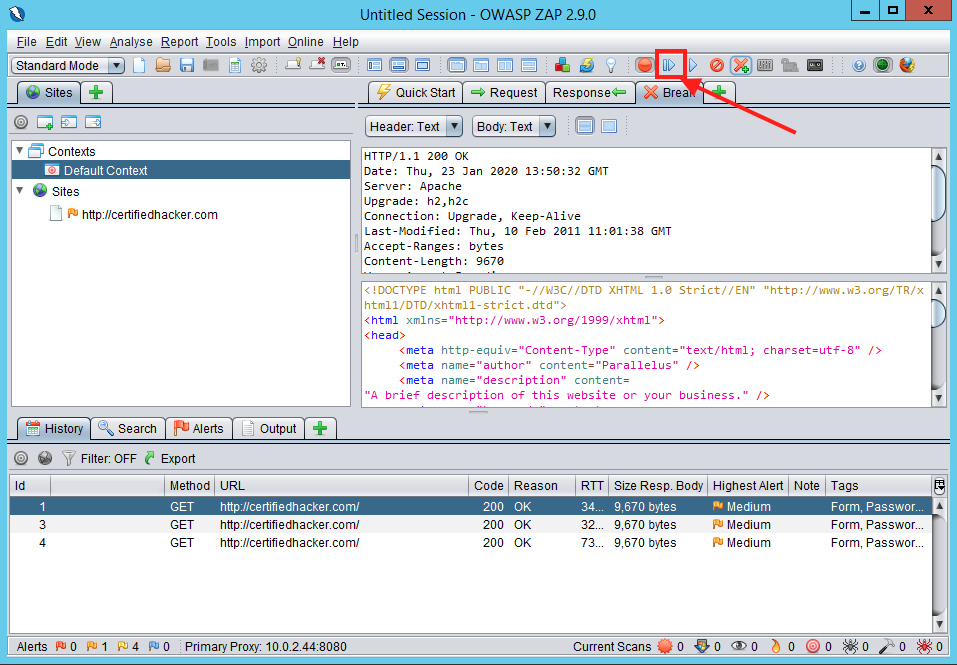 Untitled Session - OWASP ZAP 2.9.0
File Edit View Analyse Report Tools Import Online Help
Standard Mode
Sites
Quick Start Request Response Break
Header: Text Body: Text
Contexts
Default Context
Sites
http://certifiedhacker.com
HTTP/1.1 200 OK
Date: Thu, 23 Jan 2020 13:50:32 GMT
Server: Apache
Upgrade: h2,h2c
Connection: Upgrade, Keep-Alive
Last-Modified: Thu, 10 Feb 2011 11:01:38 GMT
Accept-Ranges: bytes
Content-Length: 9670
<!DOCTYPE html PUBLIC "-//W3C//DTD XHTML 1.0 Strict//EN" "http://www.w3.org/TR/x
html1/DTD/xhtml1-strict.dtd">
<html xmlns="http://www.w3.org/1999/xhtml">
<head>
<meta http-equiv="Content-Type" content="text/html; charset=utf-8" />
<meta name="author" content="Parallelus" />
<meta name="description" content=
"A brief description of this website or your business." />
History Search Alerts Output
Filter: OFF Export
Id Method URL Code Reason RTT Size Resp. Body Highest Alert Note Tags
1 GET http://certifiedhacker.com/ 200 OK 34... 9,670 bytes Medium Form, Passwor...
3 GET http://certifiedhacker.com/ 200 OK 32... 9,670 bytes Medium Form, Passwor...
4 GET http://certifiedhacker.com/ 200 OK 73... 9,670 bytes Medium Form, Passwor...
Alerts 0 1 4 0 Primary Proxy: 10.0.2.44:8080 Current Scans 0 0 0 0 0 0 0 0